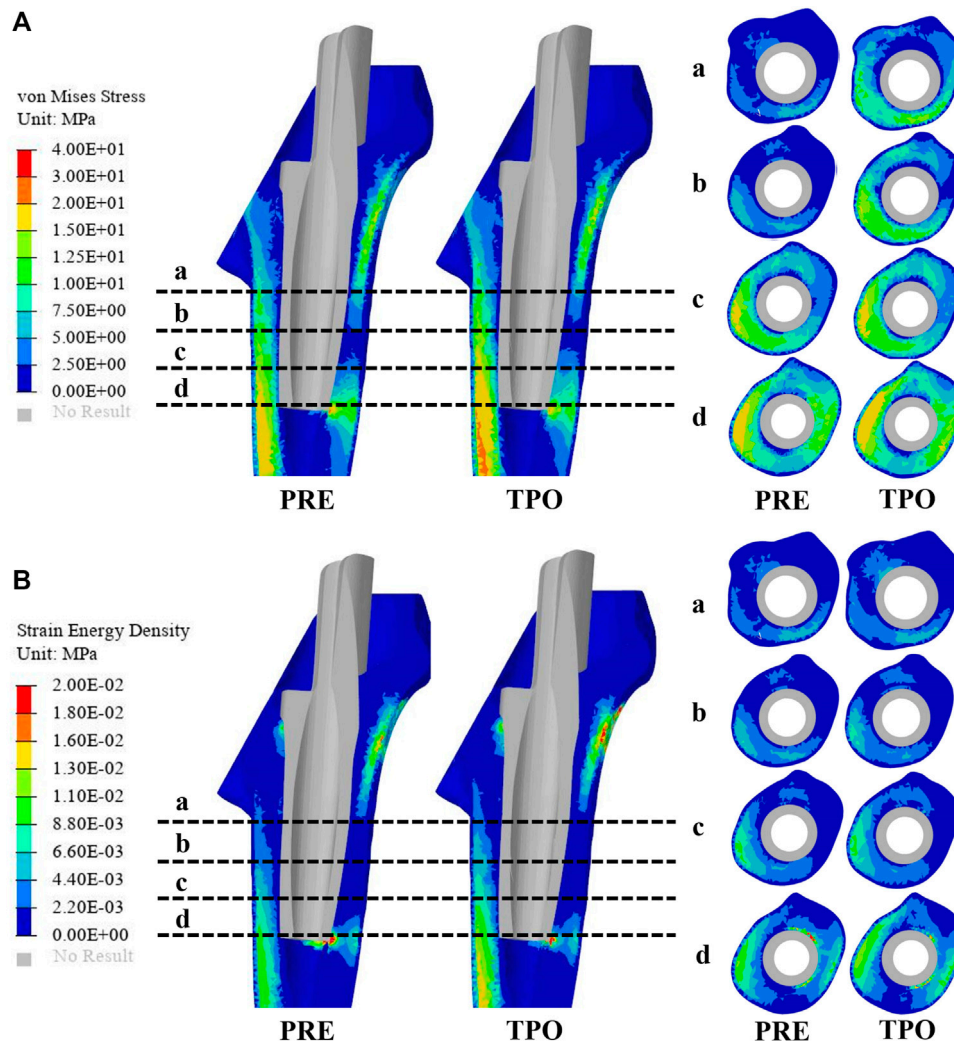 A
von Mises Stress
Unit: MPa
4.00E+01
3.00E+01
2.00E+01
1.50E+01
1.25E+01
1.00E+01
7.50E+00
5.00E+00
2.50E+00
0.00E+00
No Result
a
b
c
d
PRE
TPO
a
b
c
d
PRE
TPO
B
Strain Energy Density
Unit: MPa
2.00E-02
1.80E-02
1.60E-02
1.30E-02
1.10E-02
8.80E-03
6.60E-03
4.40E-03
2.20E-03
0.00E+00
No Result
a
b
c
d
PRE
TPO
a
b
c
d
PRE
TPO